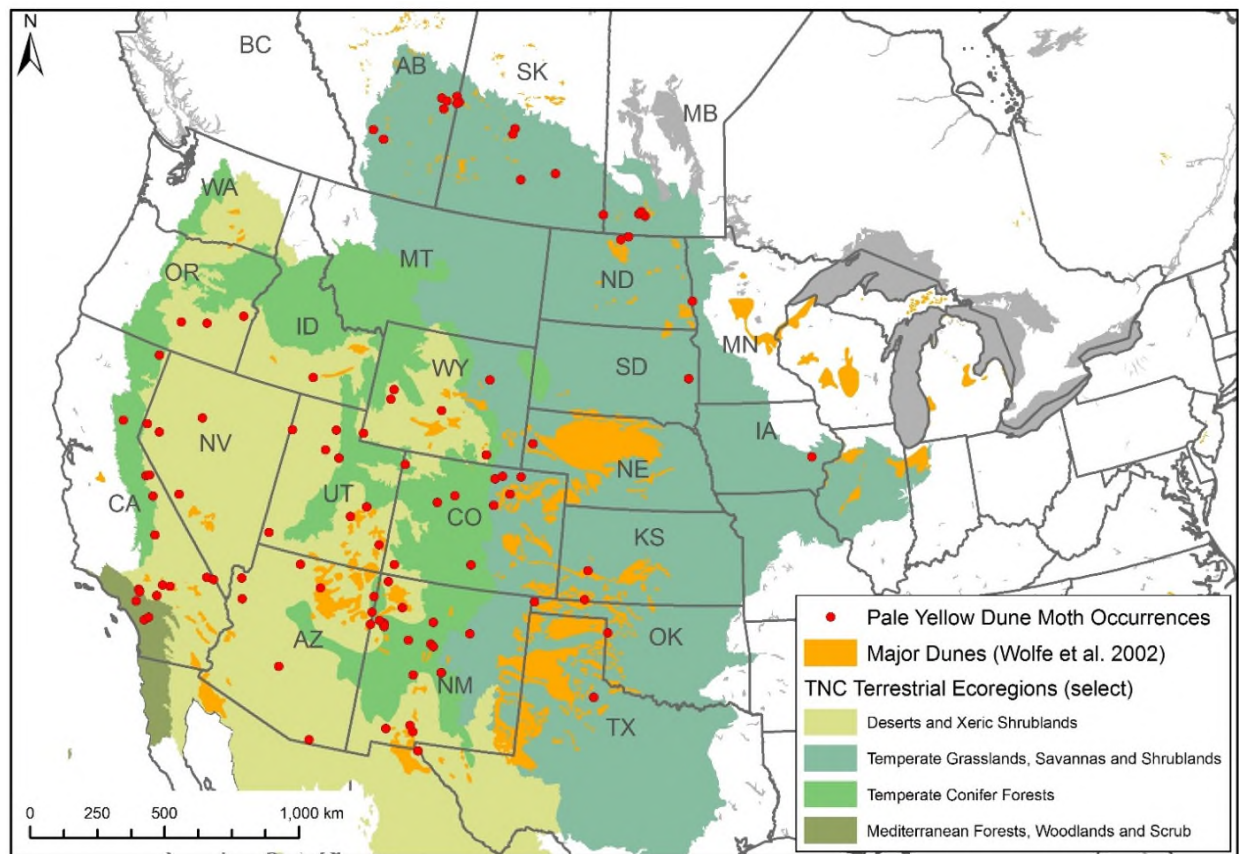 N
BC
AB
SK
MB
WA
MT
OR
ND
ID
MN
WY
SD
IA
NV
NE
UT
CA
CO
KS
AZ
OK
NM
TX
Pale Yellow Dune Moth Occurrences
Major Dunes (Wolfe et al. 2002)
TNC Terrestrial Ecoregions (select)
Deserts and Xeric Shrublands
Temperate Grasslands, Savannas and Shrublands
Temperate Conifer Forests
Mediterranean Forests, Woodlands and Scrub
0 250 500 1,000 km